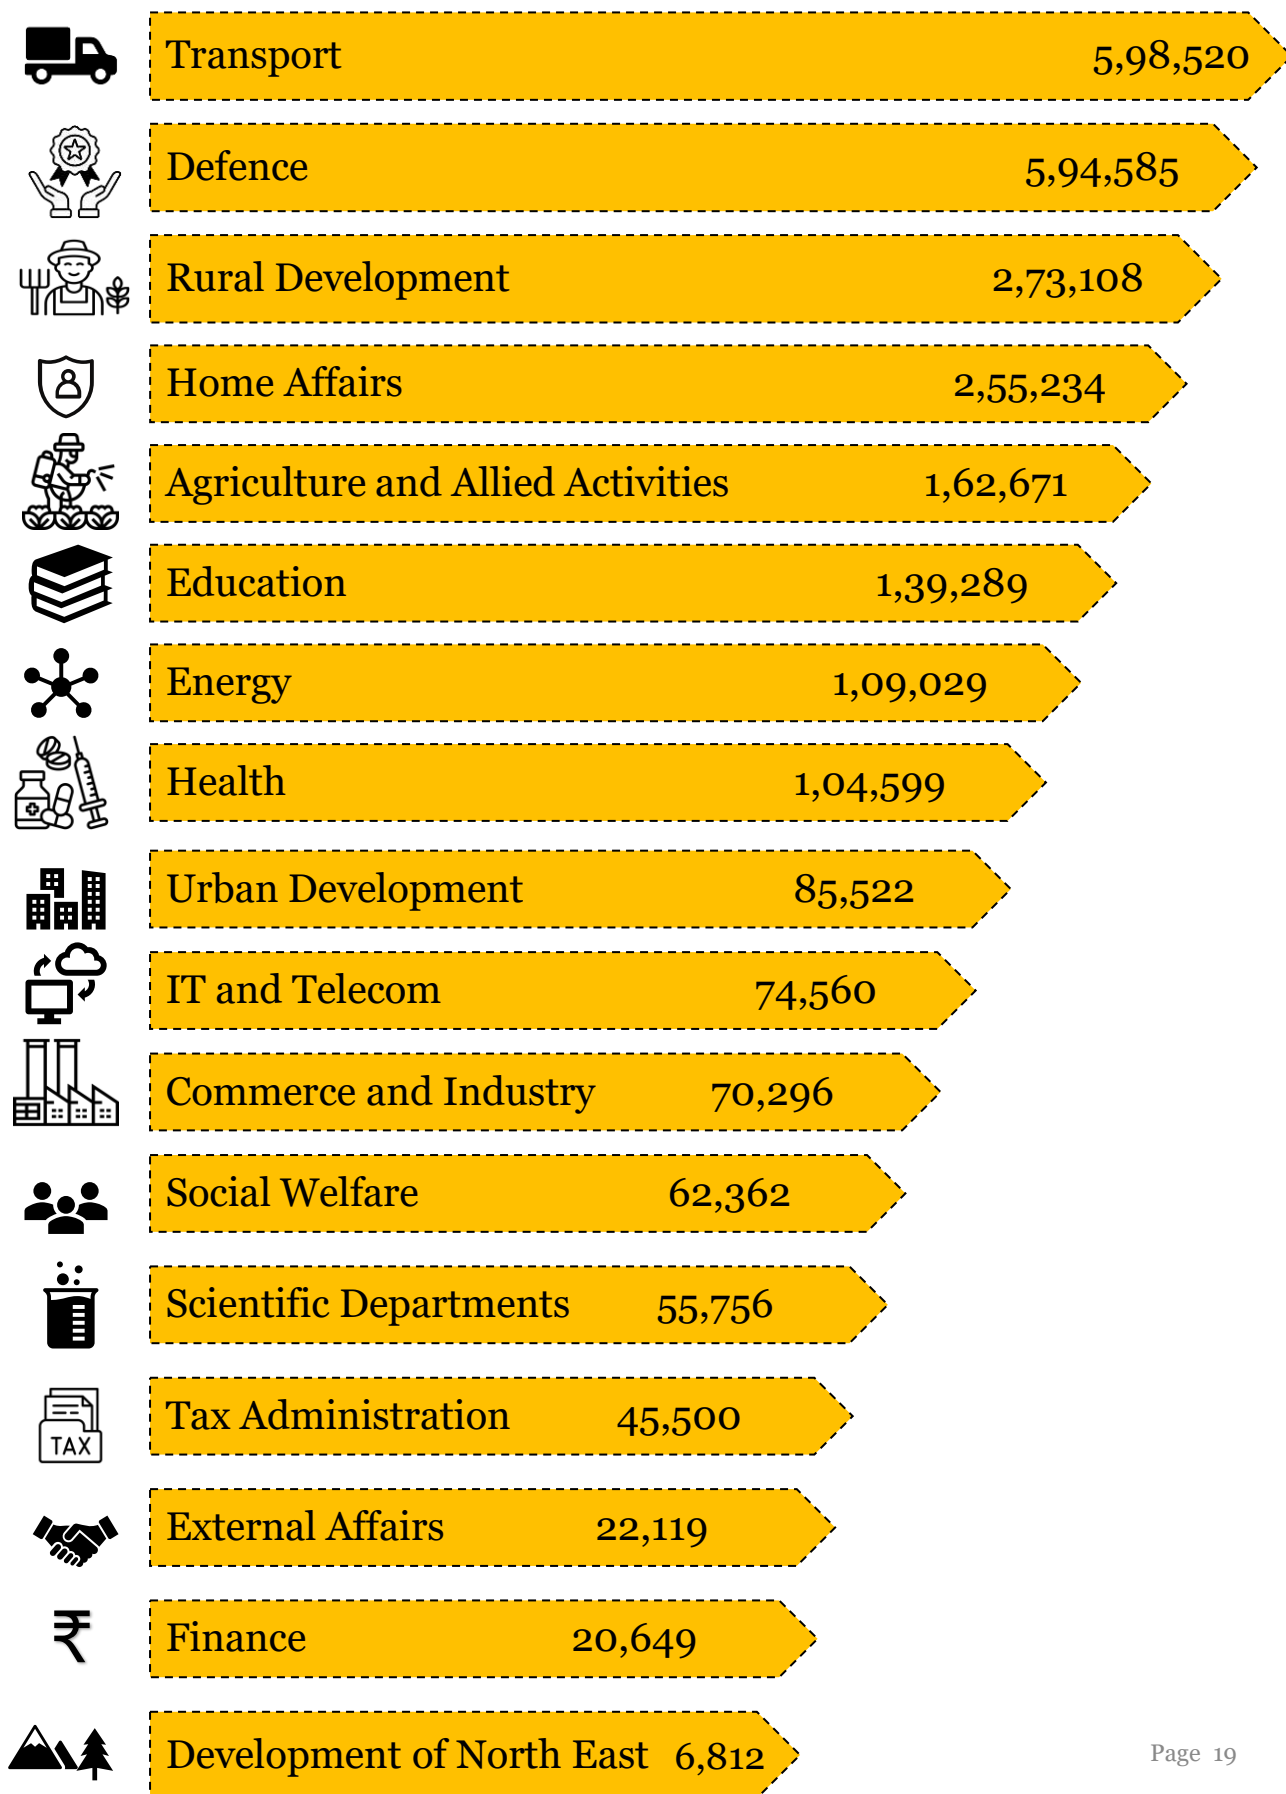 Transport 5,98,520
Defence 5,94,585
Rural Development 2,73,108
Home Affairs 2,55,234
Agriculture and Allied Activities 1,62,671
Education 1,39,289
Energy 1,09,029
Health 1,04,599
Urban Development 85,522
IT and Telecom 74,560
Commerce and Industry 70,296
Social Welfare 62,362
Scientific Departments 55,756
TAX
Tax Administration 45,500
External Affairs 22,119
₹
Finance 20,649
Development of North East 6,812
Page 19